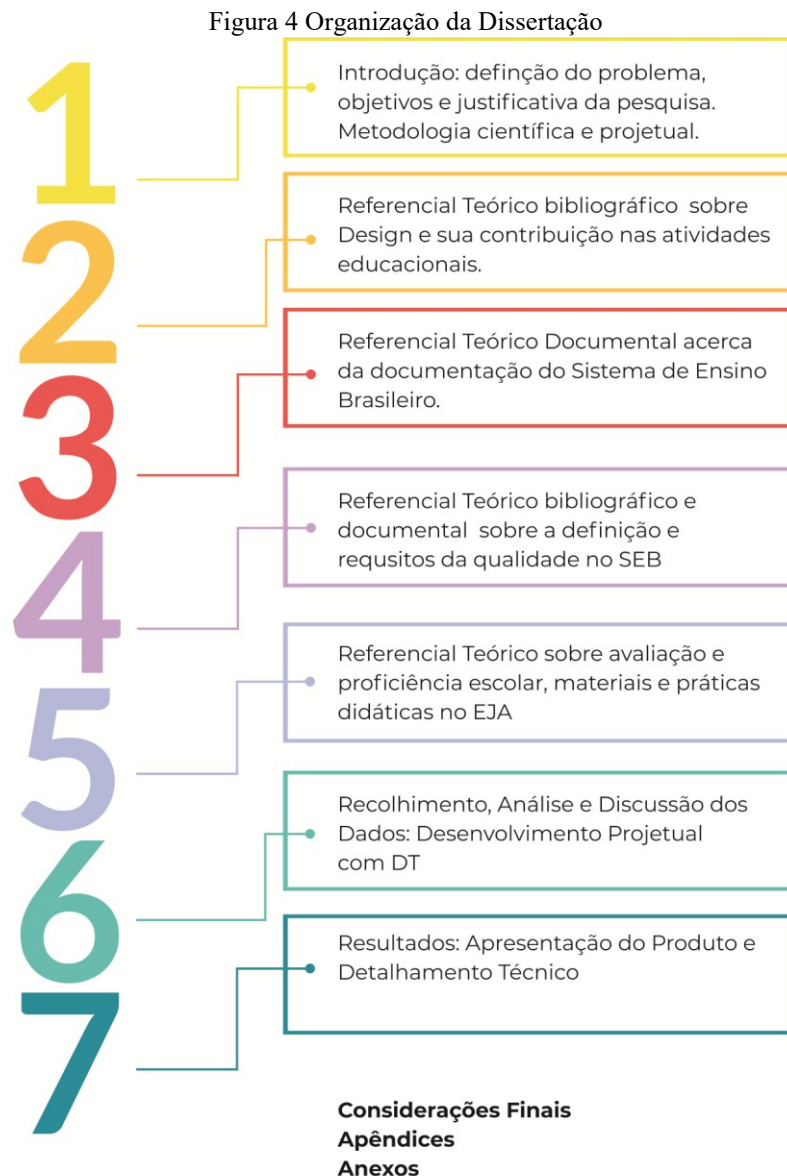 Figura 4 Organização da Dissertação
1
Introdução: definção do problema,
objetivos e justificativa da pesquisa.
Metodologia científica e projetual.
2
Referencial Teórico bibliográfico sobre
Design e sua contribuição nas atividades
educacionais.
3
Referencial Teórico Documental acerca
da documentação do Sistema de Ensino
Brasileiro.
4
Referencial Teórico bibliográfico e
documental sobre a definição e
requsitos da qualidade no SEB
5
Referencial Teórico sobre avaliação e
proficiência escolar, materiais e práticas
didáticas no EJA
6
Recolhimento, Análise e Discussão dos
Dados: Desenvolvimento Projetual
com DT
7
Resultados: Apresentação do Produto e
Detalhamento Técnico
Considerações Finais
Apêndices
Anexos